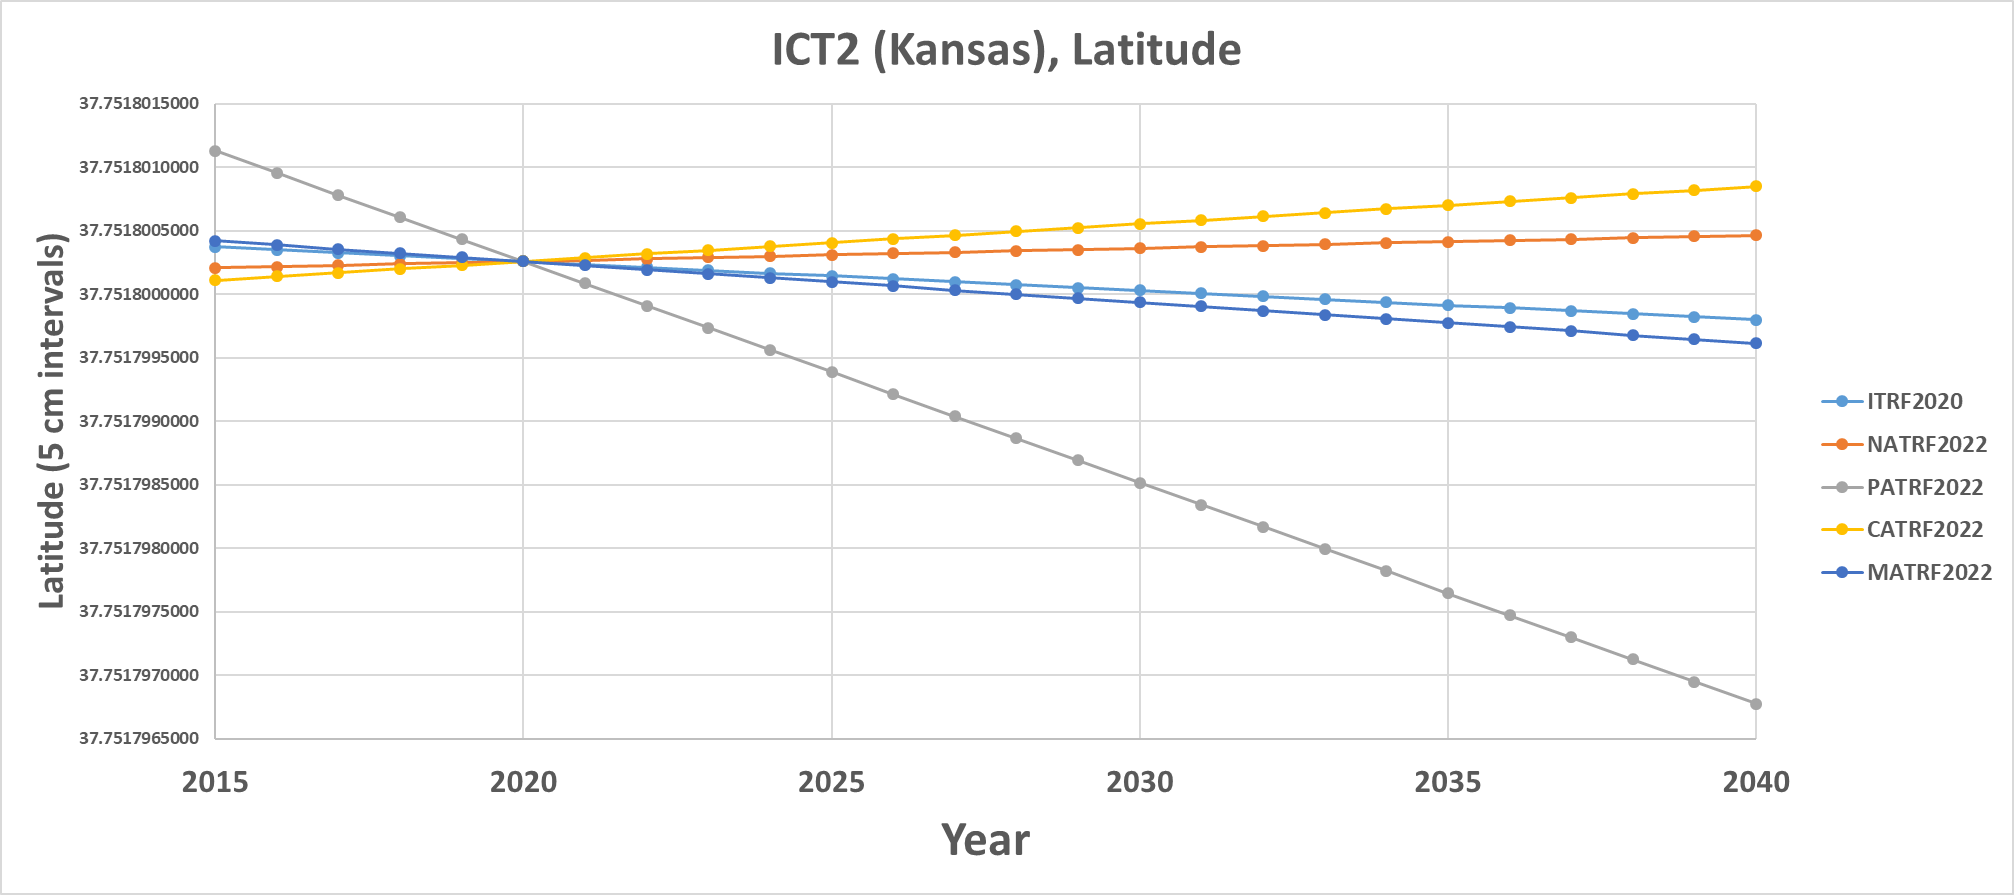 ICT2 (Kansas), Latitude
Latitude (5 cm intervals)
37.7518015000
37.7518010000
37.7518005000
37.7518000000
37.7517995000
37.7517990000
37.7517985000
37.7517980000
37.7517975000
37.7517970000
37.7517965000
2015 2020 2025 2030 2035 2040
Year
ITRF2020
NATRF2022
PATRF2022
CATRF2022
MATRF2022